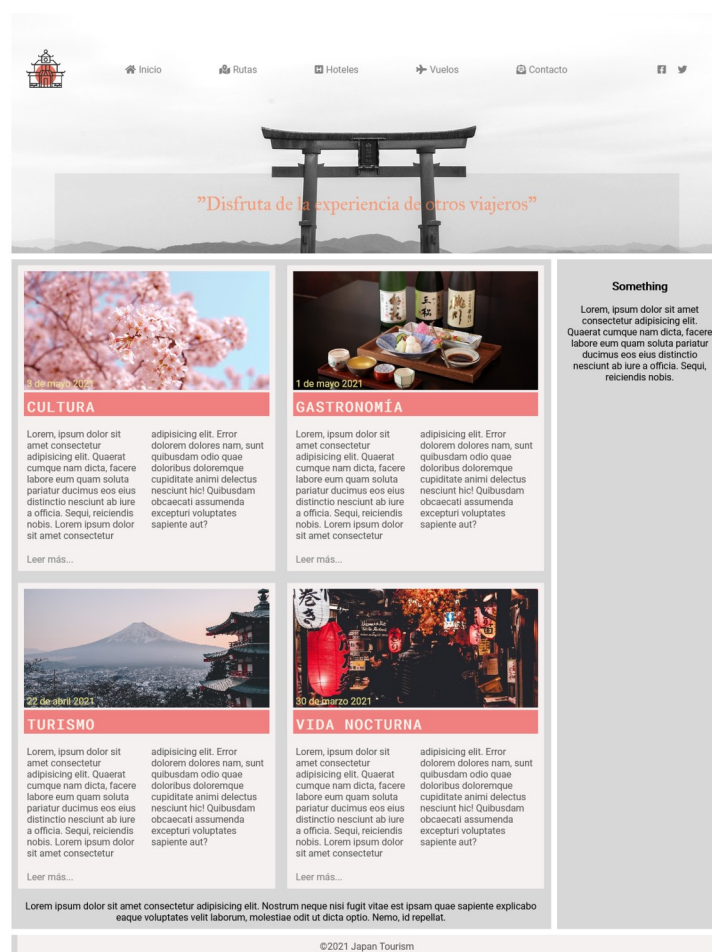 Inicio
Rutas
Hoteles
Vuelos
Contacto
"Disfruta de la experiencia de otros viajeros"
3 de mayo 2021
CULTURA
Lorem, ipsum dolor sit
amet consectetur
adipisicing elit. Quaerat
cumque nam dicta, facere
labore eum quam soluta
pariatur ducimus eos eius
distinctio nesciunt ab iure
a officia. Sequi, reiciendis
nobis. Lorem ipsum dolor
sit amet consectetur
adipisicing elit. Error
dolorem dolores nam, sunt
quibusdam odio quae
doloribus doloremque
cupiditate animi delectus
nesciunt hic! Quibusdam
obcaecati assumenda
excepturi voluptates
sapiente aut?
Leer más...
1 de mayo 2021
GASTRONOMÍA
Lorem, ipsum dolor sit
amet consectetur
adipisicing elit. Quaerat
cumque nam dicta, facere
labore eum quam soluta
pariatur ducimus eos eius
distinctio nesciunt ab iure
a officia. Sequi, reiciendis
nobis. Lorem ipsum dolor
sit amet consectetur
adipisicing elit. Error
dolorem dolores nam, sunt
quibusdam odio quae
doloribus doloremque
cupiditate animi delectus
nesciunt hic! Quibusdam
obcaecati assumenda
excepturi voluptates
sapiente aut?
Leer más...
22 de abril 2021
TURISMO
Lorem, ipsum dolor sit
amet consectetur
adipisicing elit. Quaerat
cumque nam dicta, facere
labore eum quam soluta
pariatur ducimus eos eius
distinctio nesciunt ab iure
a officia. Sequi, reiciendis
nobis. Lorem ipsum dolor
sit amet consectetur
adipisicing elit. Error
dolorem dolores nam, sunt
quibusdam odio quae
doloribus doloremque
cupiditate animi delectus
nesciunt hic! Quibusdam
obcaecati assumenda
excepturi voluptates
sapiente aut?
Leer más...
30 de marzo 2021
VIDA NOCTURNA
Lorem, ipsum dolor sit
amet consectetur
adipisicing elit. Quaerat
cumque nam dicta, facere
labore eum quam soluta
pariatur ducimus eos eius
distinctio nesciunt ab iure
a officia. Sequi, reiciendis
nobis. Lorem ipsum dolor
sit amet consectetur
adipisicing elit. Error
dolorem dolores nam, sunt
quibusdam odio quae
doloribus doloremque
cupiditate animi delectus
nesciunt hic! Quibusdam
obcaecati assumenda
excepturi voluptates
sapiente aut?
Leer más...
Lorem ipsum dolor sit amet consectetur adipisicing elit. Nostrum neque nisi fugit vitae est ipsam quae sapiente explicabo
eaque voluptates velit laborum, molestiae odit ut dicta optio. Nemo, id repellat.
Something
Lorem, ipsum dolor sit amet
consectetur adipisicing elit.
Quaerat cumque nam dicta, facere
labore eum quam soluta pariatur
ducimus eos eius distinctio
nesciunt ab iure a officia. Sequi,
reiciendis nobis.
©2021 Japan Tourism